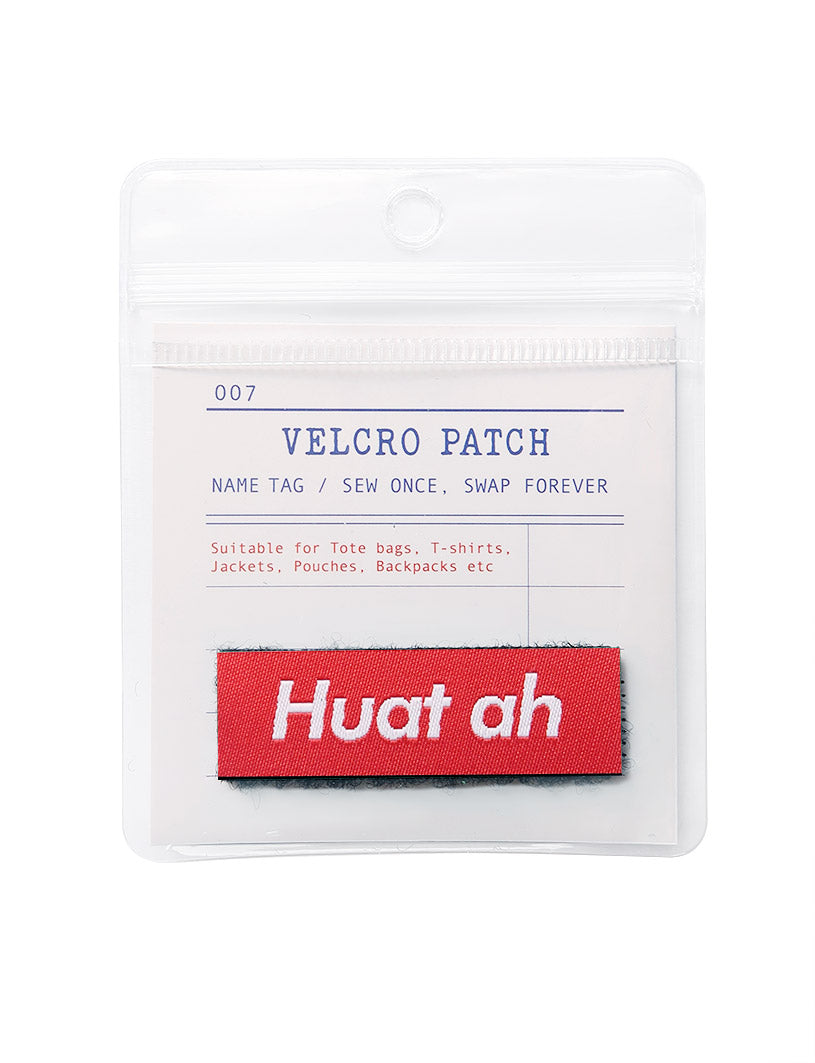 007
VELCRO PATCH
NAME TAG / SEW ONCE, SWAP FOREVER
Suitable for Tote bags, T-shirts,
Jackets, Pouches, Backpacks etc
Huat ah